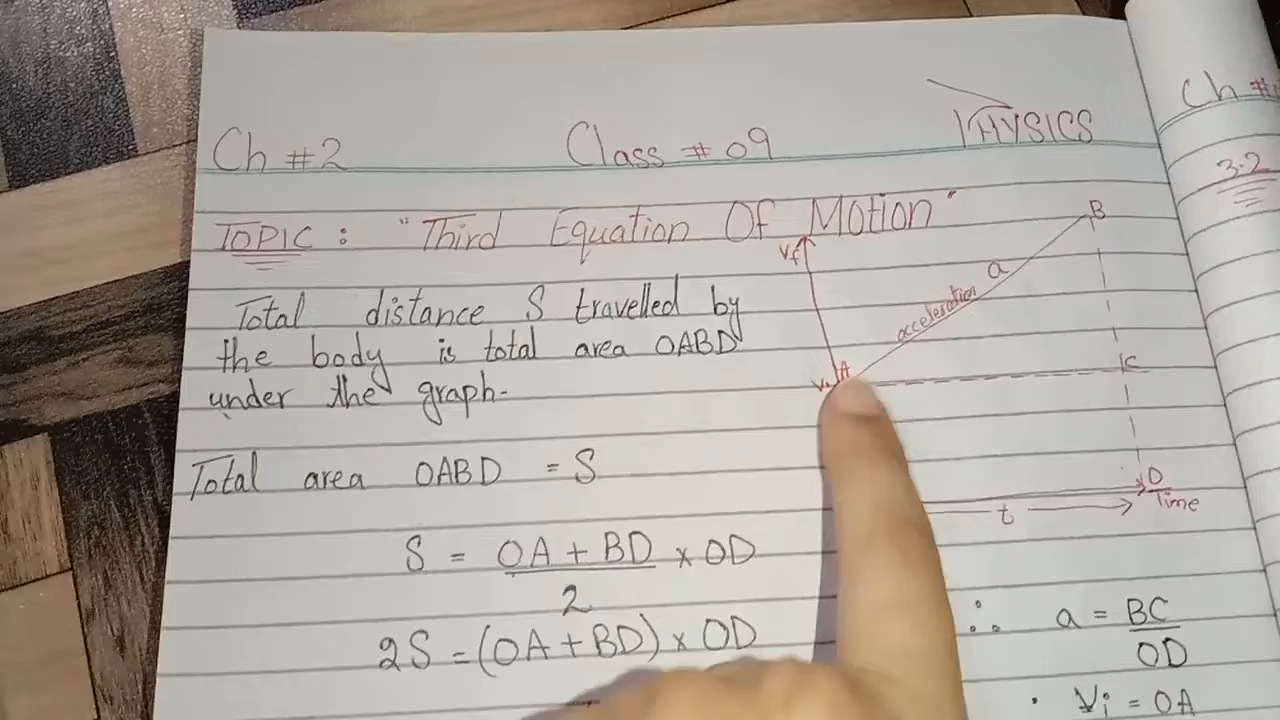 Ch #2 Class # 09 PHYSICS
TOPIC : "Third Equation Of Motion"
Total distance S travelled by
the body is total area OABD
under the graph.
Total area OABD = S
S = OA + BD × OD
2
2S = (OA + BD) × OD
Vf
B
a
acceleration
A
C
D
Time
t
∴ a = BC
OD
Vi = OA
Ch #
3.2